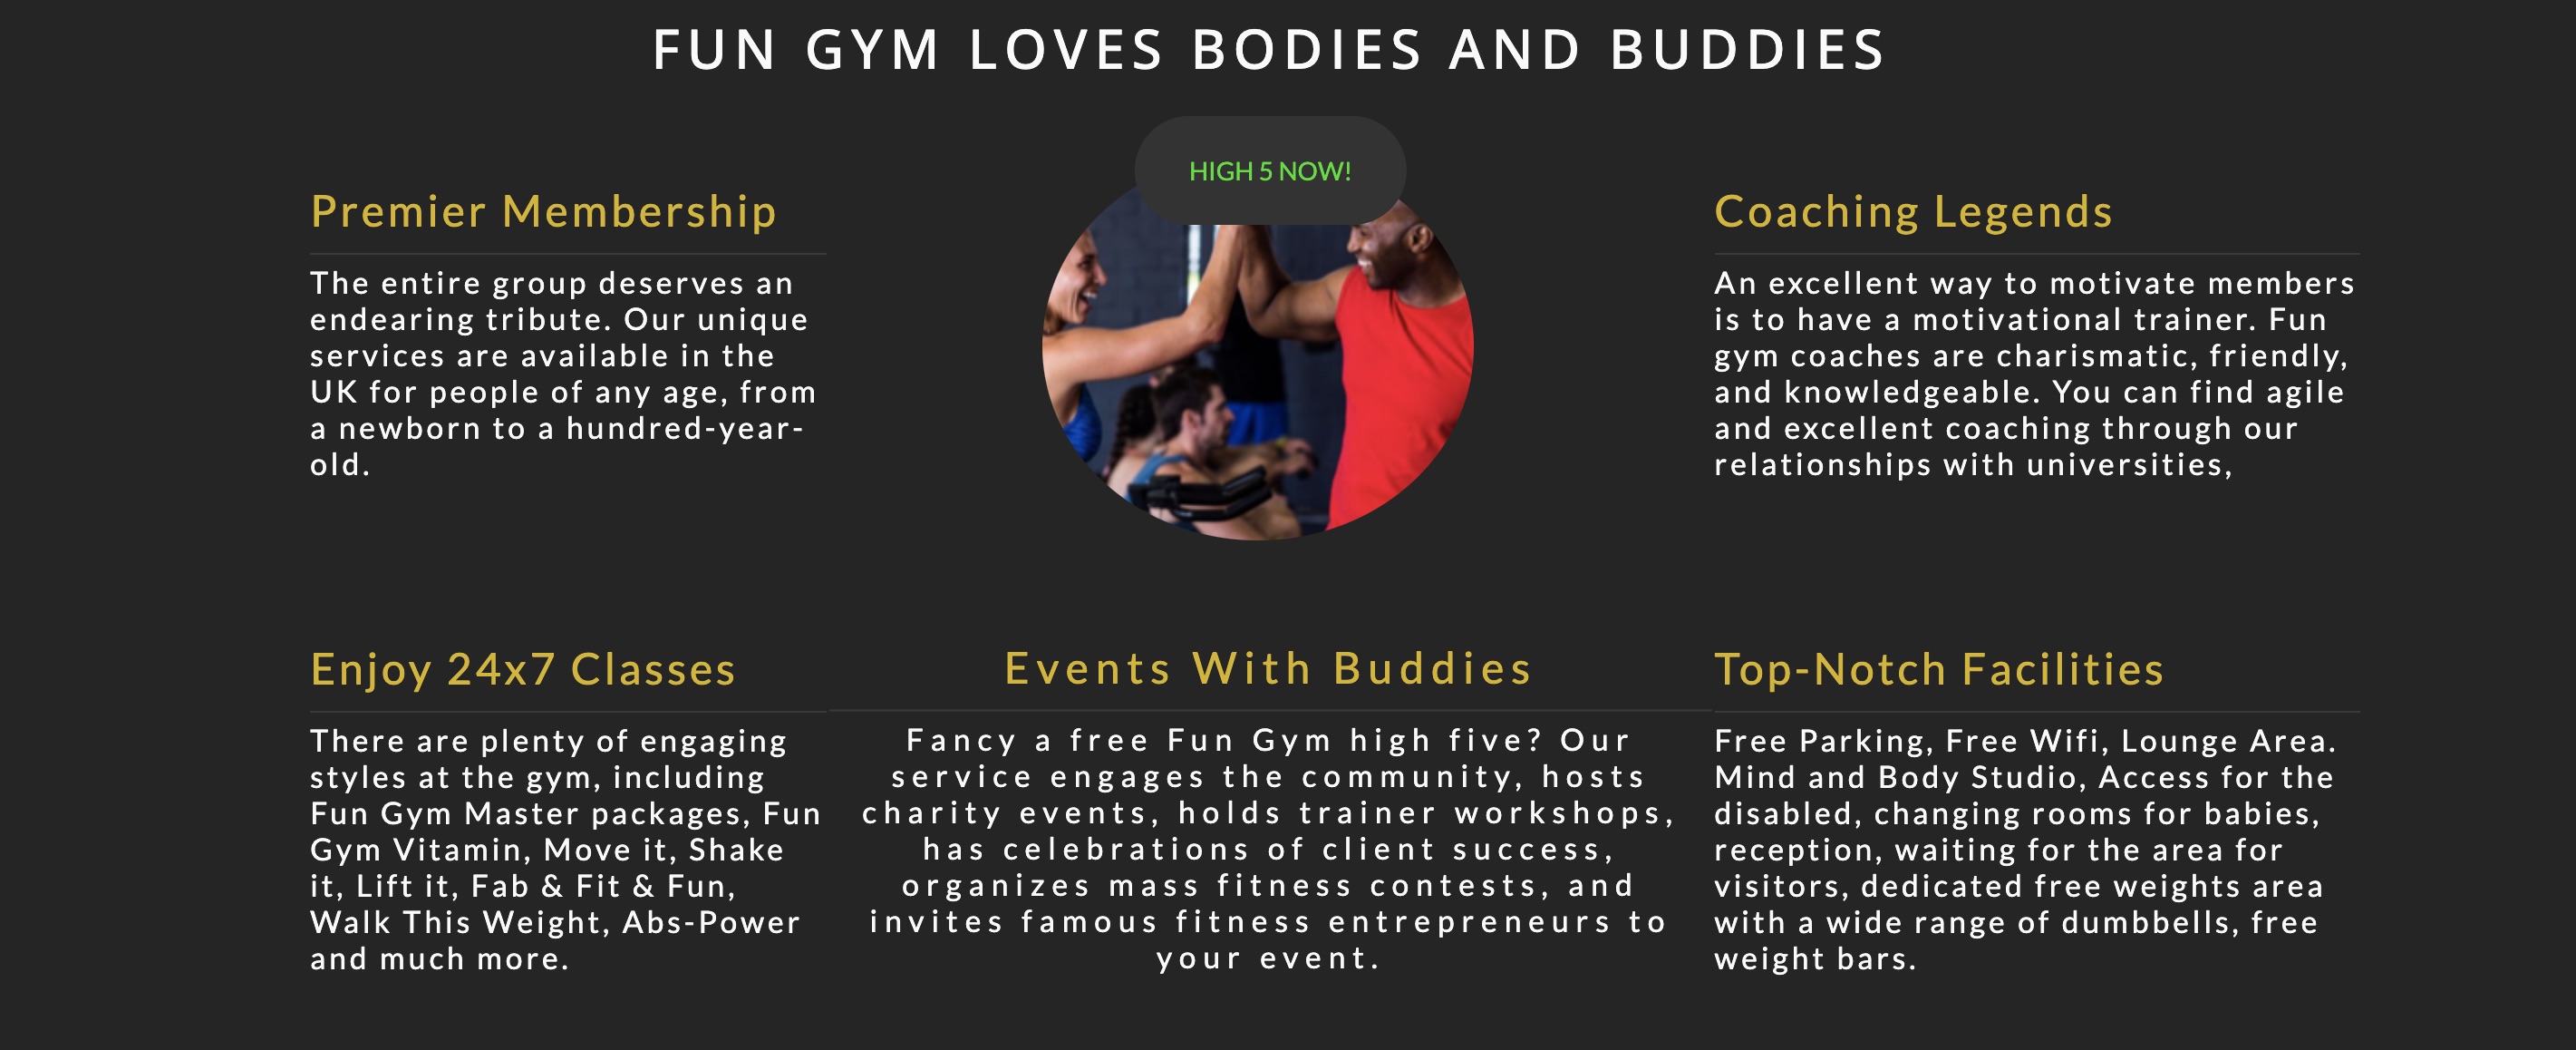 FUN GYM LOVES BODIES AND BUDDIES
HIGH 5 NOW!
Premier Membership
The entire group deserves an
endearing tribute. Our unique
services are available in the
UK for people of any age, from
a newborn to a hundred-year-
old.
Coaching Legends
An excellent way to motivate members
is to have a motivational trainer. Fun
gym coaches are charismatic, friendly,
and knowledgeable. You can find agile
and excellent coaching through our
relationships with universities,
Enjoy 24x7 Classes
There are plenty of engaging
styles at the gym, including
Fun Gym Master packages, Fun
Gym Vitamin, Move it, Shake
it, Lift it, Fab & Fit & Fun,
Walk This Weight, Abs-Power
and much more.
Events With Buddies
Fancy a free Fun Gym high five? Our
service engages the community, hosts
charity events, holds trainer workshops,
has celebrations of client success,
organizes mass fitness contests, and
invites famous fitness entrepreneurs to
your event.
Top-Notch Facilities
Free Parking, Free Wifi, Lounge Area.
Mind and Body Studio, Access for the
disabled, changing rooms for babies,
reception, waiting for the area for
visitors, dedicated free weights area
with a wide range of dumbbells, free
weight bars.